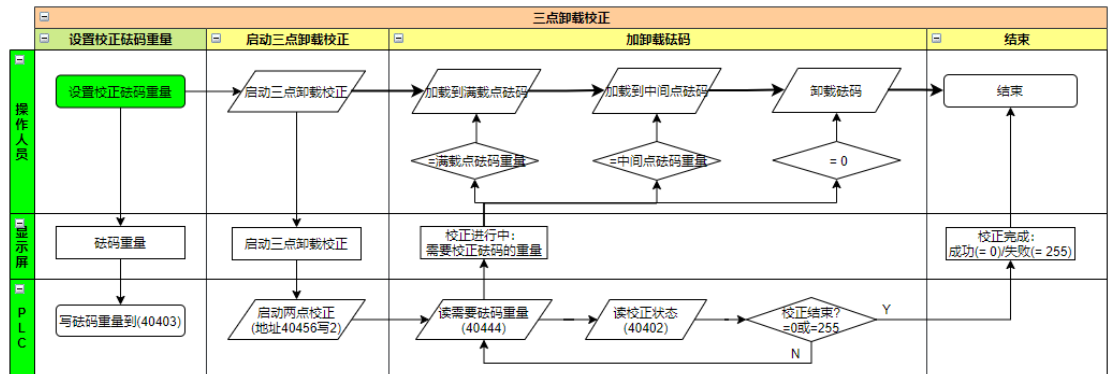 三点卸载校正
设置校正砝码重量
启动三点卸载校正
加卸载砝码
结束
操作人员
设置校正砝码重量
启动三点卸载校正
加载到满载点砝码
加载到中间点砝码
卸载砝码
结束
=满载点砝码重量
=中间点砝码重量
= 0
显示屏
砝码重量
启动三点卸载校正
校正进行中：
需要校正砝码的重量
校正完成：
成功(= 0)/失败(= 255)
PLC
写砝码重量到(40403)
启动两点校正
(地址40456写2)
读需要砝码重量
(40444)
读校正状态
(40402)
校正结束?
=0或=255
Y
N